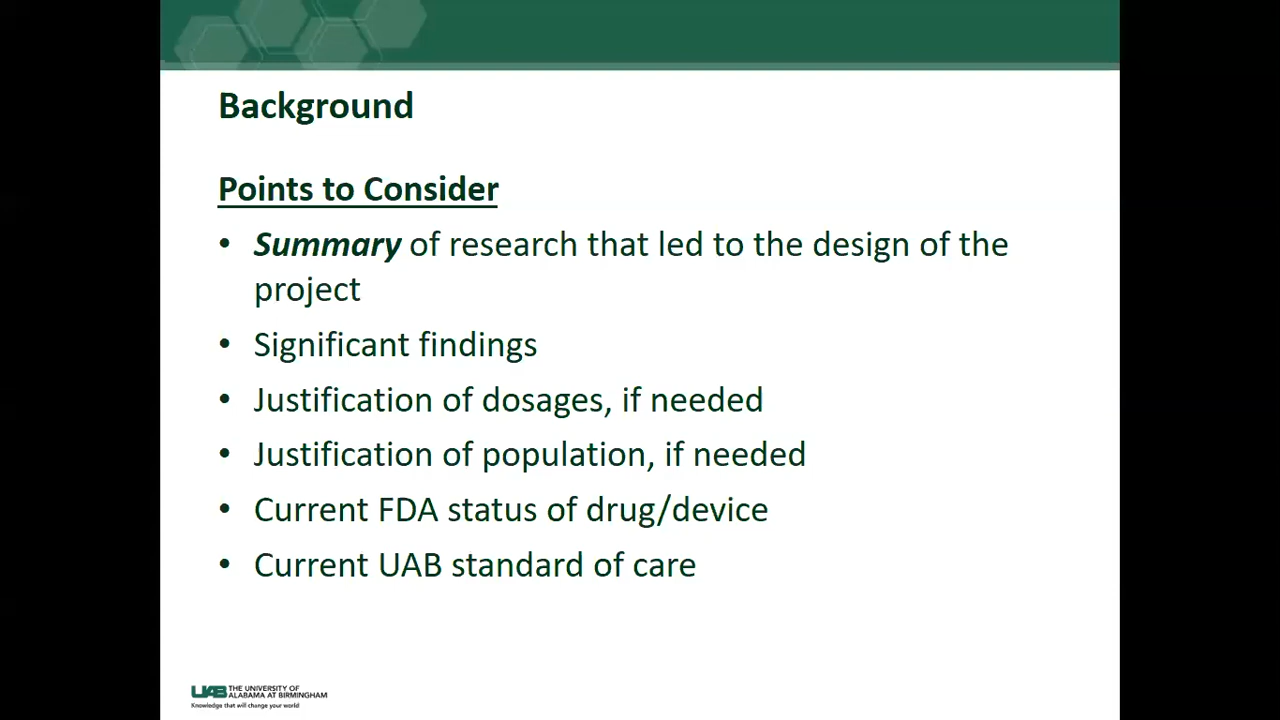 Background
Points to Consider
• Summary of research that led to the design of the
project
• Significant findings
• Justification of dosages, if needed
• Justification of population, if needed
• Current FDA status of drug/device
• Current UAB standard of care
UAB THE UNIVERSITY OF
ALABAMA AT BIRMINGHAM
Knowledge that will change your world